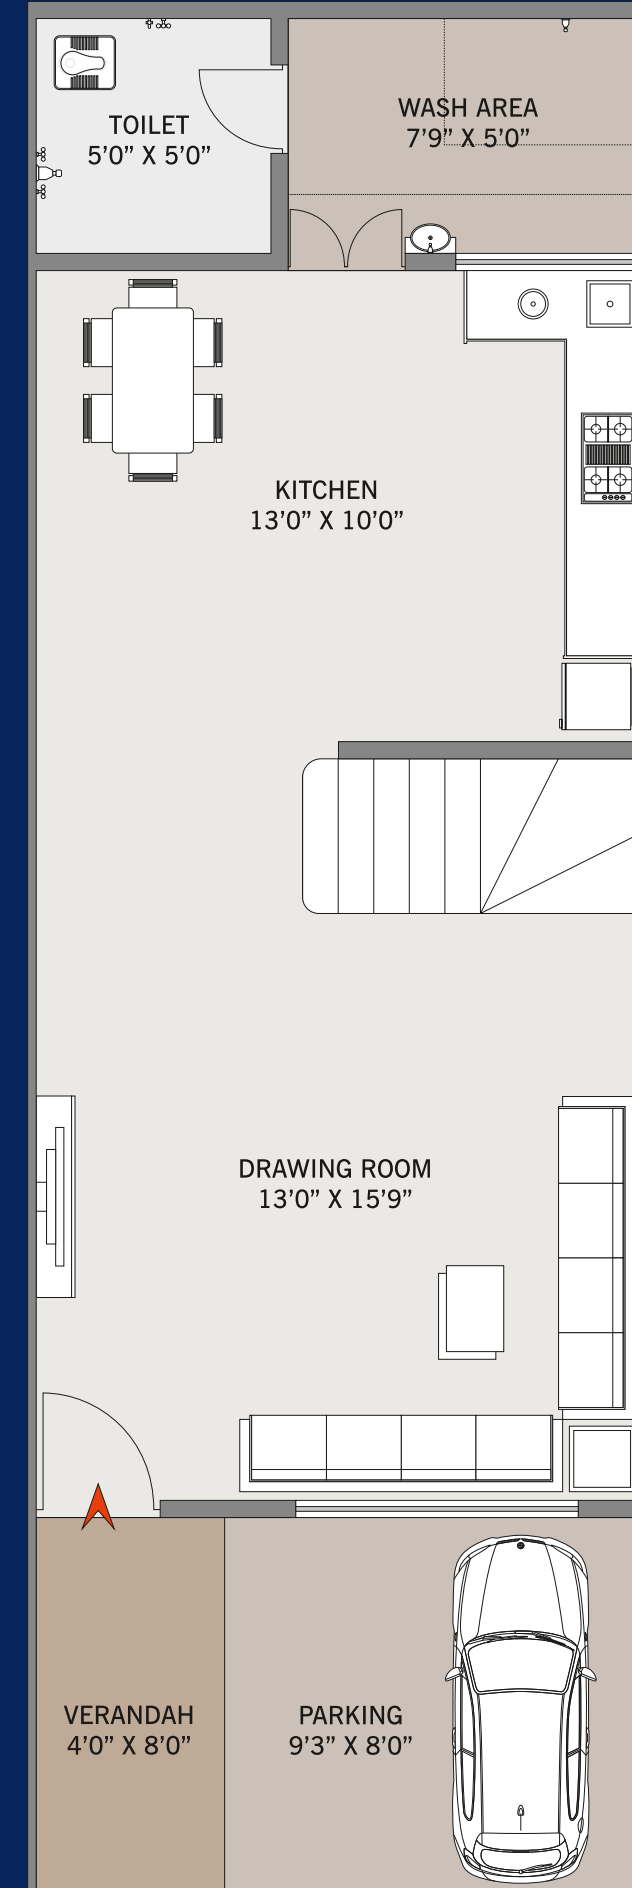 TOILET
5’0” X 5’0”
WASH AREA
7’9” X 5’0”
KITCHEN
13’0” X 10’0”
DRAWING ROOM
13’0” X 15’9”
VERANDAH
4’0” X 8’0”
PARKING
9’3” X 8’0”